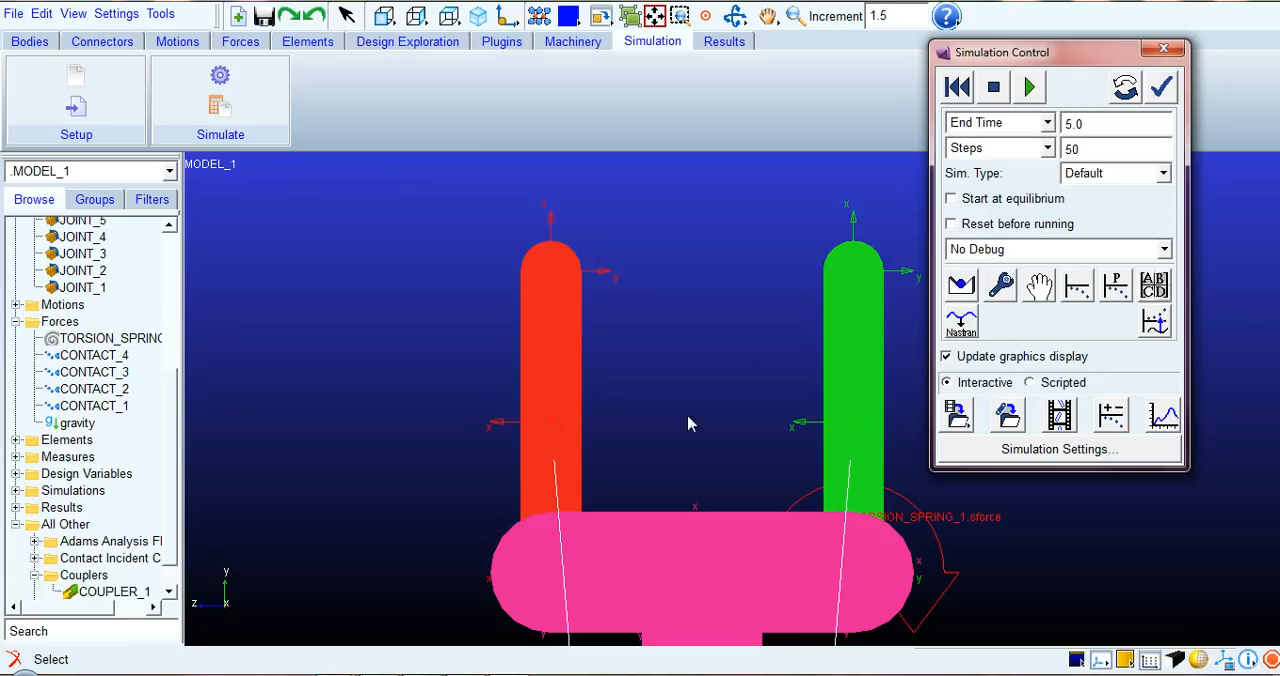 File Edit View Settings Tools
Increment 1.5
Bodies Connectors Motions Forces Elements Design Exploration Plugins Machinery Simulation Results
Setup Simulate
.MODEL_1
Browse Groups Filters
JOINT_5
JOINT_4
JOINT_3
JOINT_2
JOINT_1
Motions
Forces
TORSION_SPRING
CONTACT_4
CONTACT_3
CONTACT_2
CONTACT_1
gravity
Elements
Measures
Design Variables
Simulations
Results
All Other
Adams Analysis Fl
Contact Incident C
Couplers
COUPLER_1
Search
Select
MODEL_1
x
x
x
x
x
y
x
ION_SPRING_1.sforce
x
x
y
y
y
y
z
x
Simulation Control
End Time 5.0
Steps 50
Sim. Type: Default
Start at equilibrium
Reset before running
No Debug
P
A B
C D
Nastran
Update graphics display
Interactive Scripted
Simulation Settings...